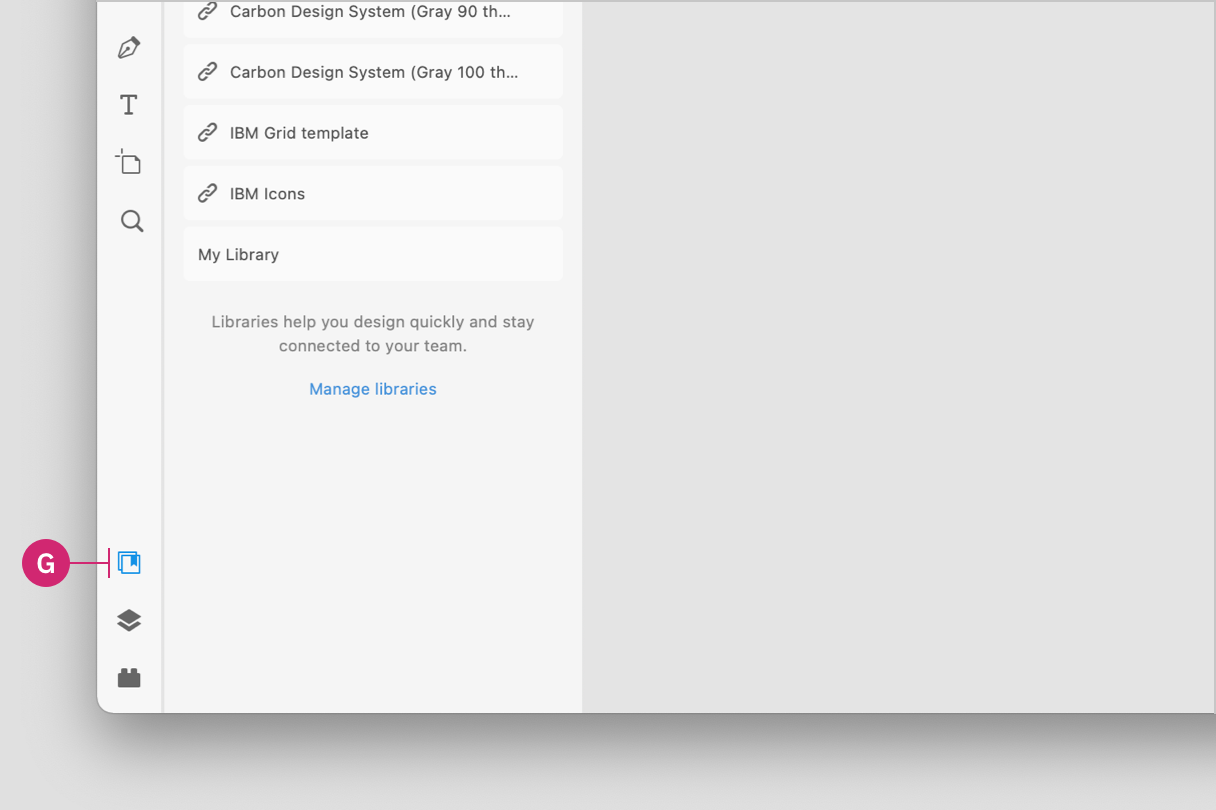 Carbon Design System (Gray 90 th...
Carbon Design System (Gray 100 th...
IBM Grid template
IBM Icons
My Library
Libraries help you design quickly and stay
connected to your team.
Manage libraries
G